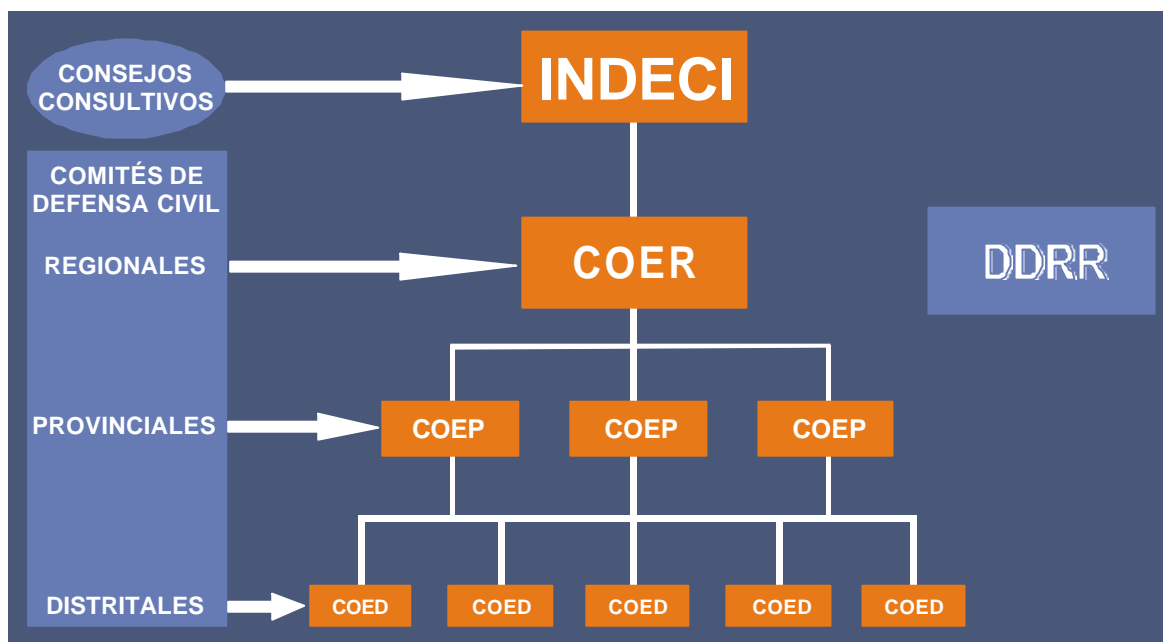 CONSEJOS
CONSULTIVOS
INDECI
COMITÉS DE
DEFENSA CIVIL
REGIONALES
COER
DDRR
PROVINCIALES
COEP
COEP
COEP
DISTRITALES
COED
COED
COED
COED
COED